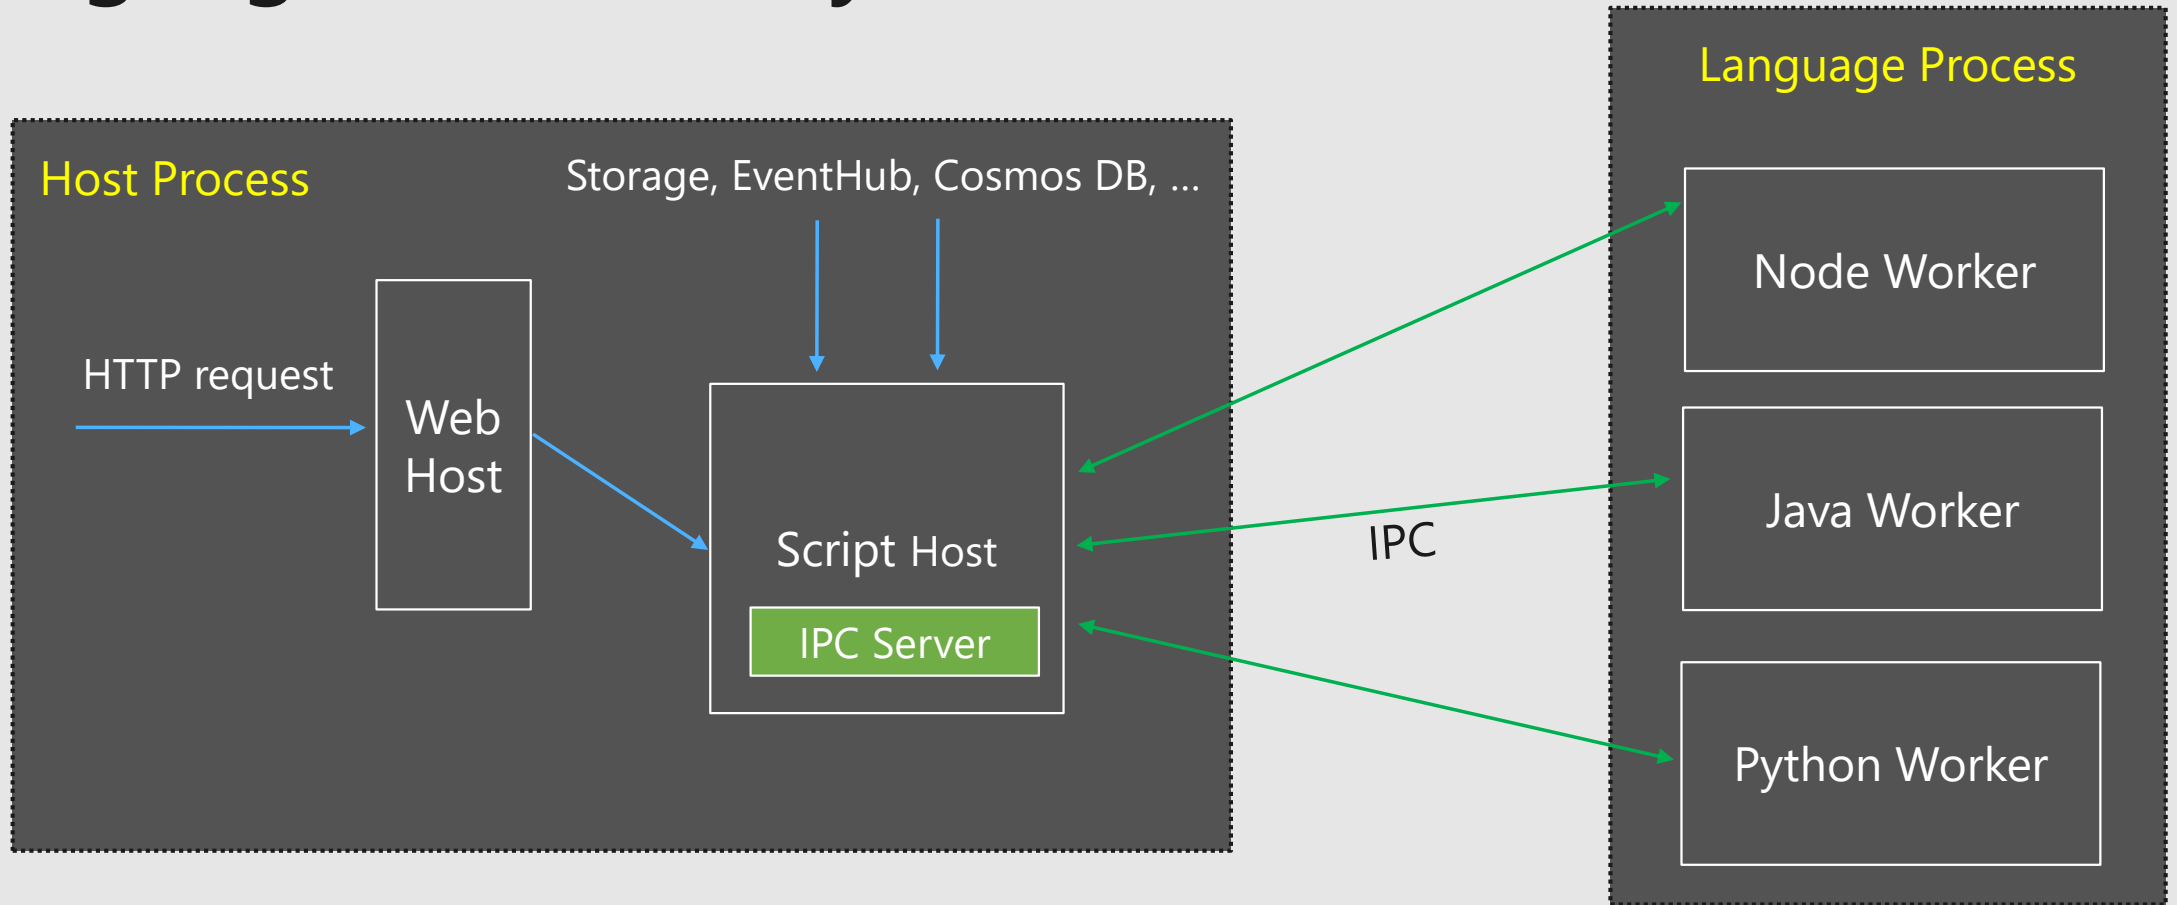 Language Process
Host Process
Storage, EventHub, Cosmos DB, ...
HTTP request
Web
Host
Script Host
IPC Server
IPC
Node Worker
Java Worker
Python Worker